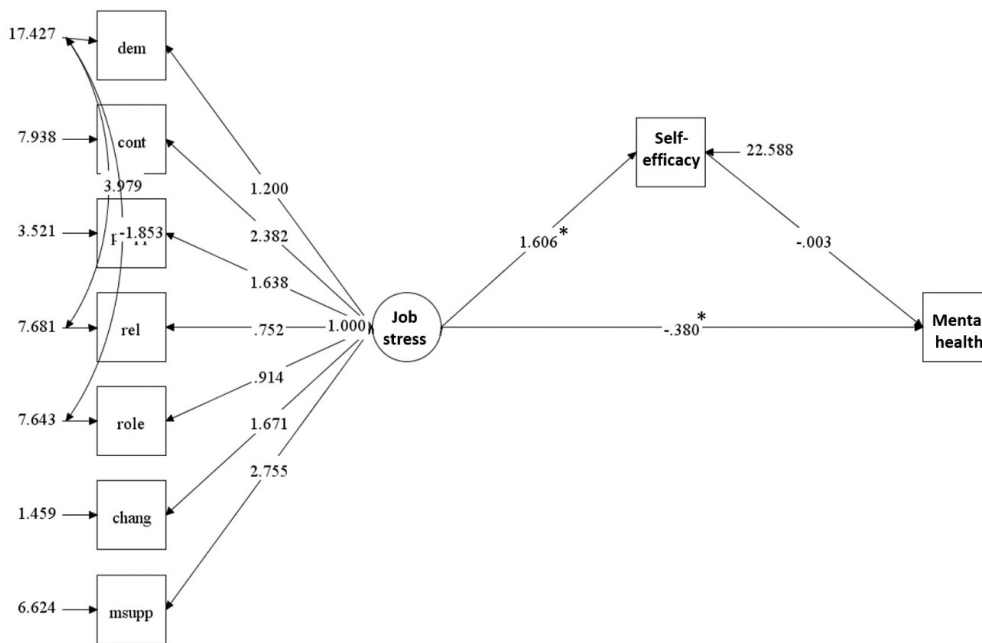 17.427
dem
7.938
cont
3.979
3.521
-1.853
7.681
rel
7.643
role
1.459
chang
6.624
msupp
1.200
2.382
1.638
.752
.914
1.671
2.755
1.000
Job
stress
1.606*
Self-
efficacy
22.588
-.003
-.380*
Mental
health